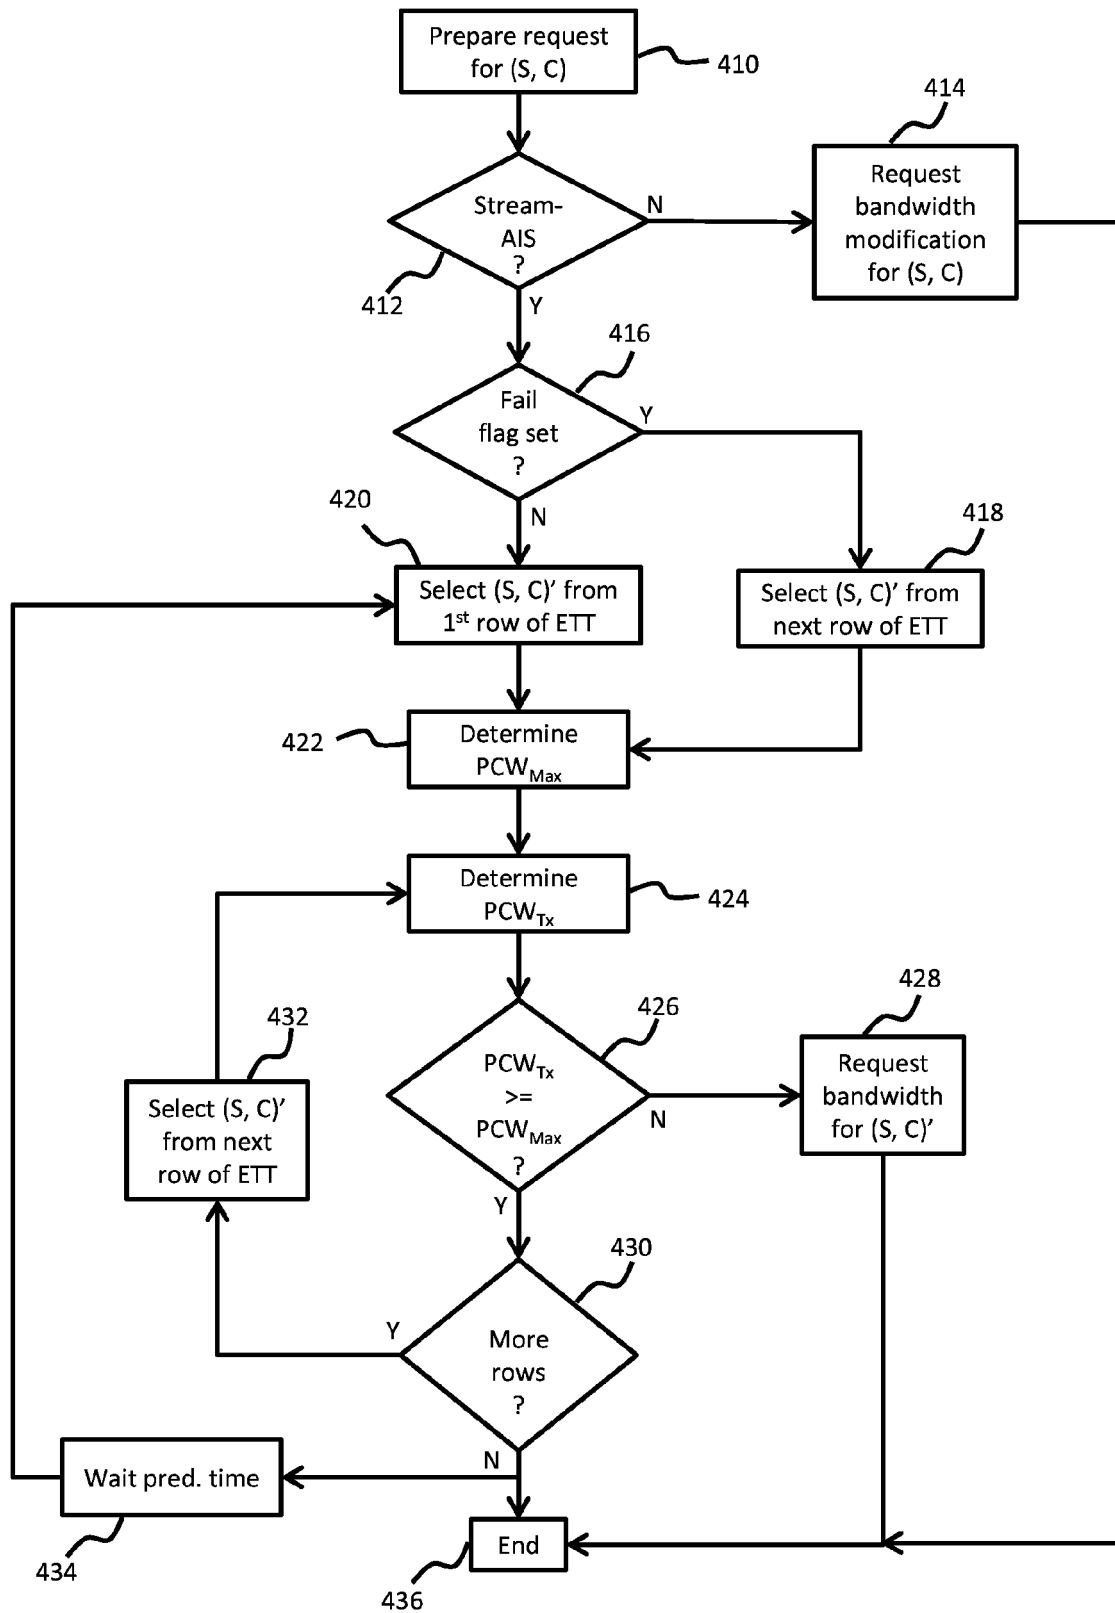 Prepare request
for (S, C)
410
414
Request
bandwidth
modification
for (S, C)
Stream-
AIS
?
N
412
Y
416
Fail
flag set
?
Y
N
420
418
Select (S, C)’ from
1st row of ETT
Select (S, C)’ from
next row of ETT
422
Determine
PCWMax
Determine
PCWTx
424
428
432
426
PCWTx
>=
PCWMax
?
N
Request
bandwidth
for (S, C)’
Select (S, C)’
from next
row of ETT
Y
430
Y
More
rows
?
N
Wait pred. time
434
End
436